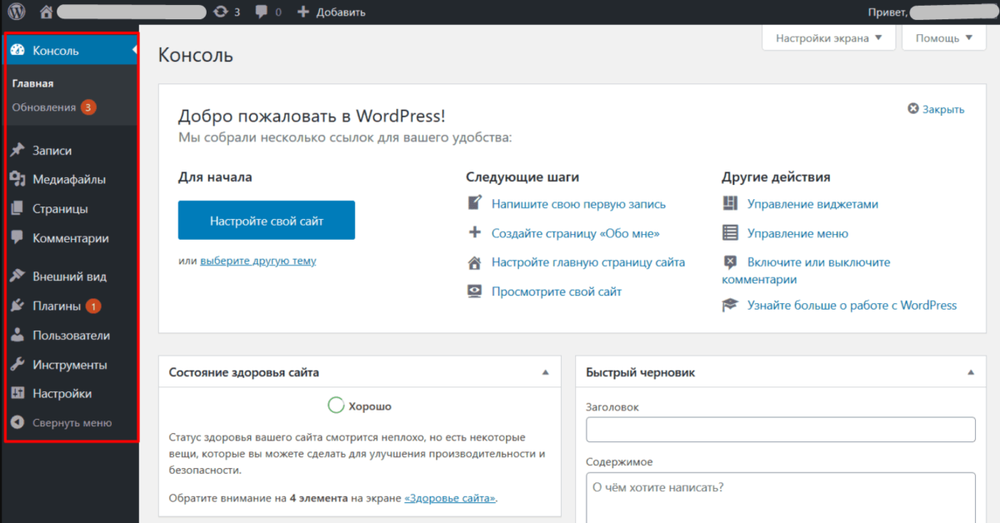 3 0 Добавить Привет,
Консоль
Главная
Обновления 3
Записи
Медиафайлы
Страницы
Комментарии
Внешний вид
Плагины 1
Пользователи
Инструменты
Настройки
Свернуть меню
Настройки экрана Помощь
Консоль
Добро пожаловать в WordPress!
Закрыть
Мы собрали несколько ссылок для вашего удобства:
Для начала
Настройте свой сайт
или выберите другую тему
Следующие шаги
Напишите свою первую запись
Создайте страницу «Обо мне»
Настройте главную страницу сайта
Просмотрите свой сайт
Другие действия
Управление виджетами
Управление меню
Включите или выключите
комментарии
Узнайте больше о работе с WordPress
Состояние здоровья сайта
Хорошо
Статус здоровья вашего сайта смотрится неплохо, но есть некоторые
вещи, которые вы можете сделать для улучшения производительности и
безопасности.
Обратите внимание на 4 элемента на экране «Здоровье сайта».
Быстрый черновик
Заголовок
Содержимое
О чём хотите написать?